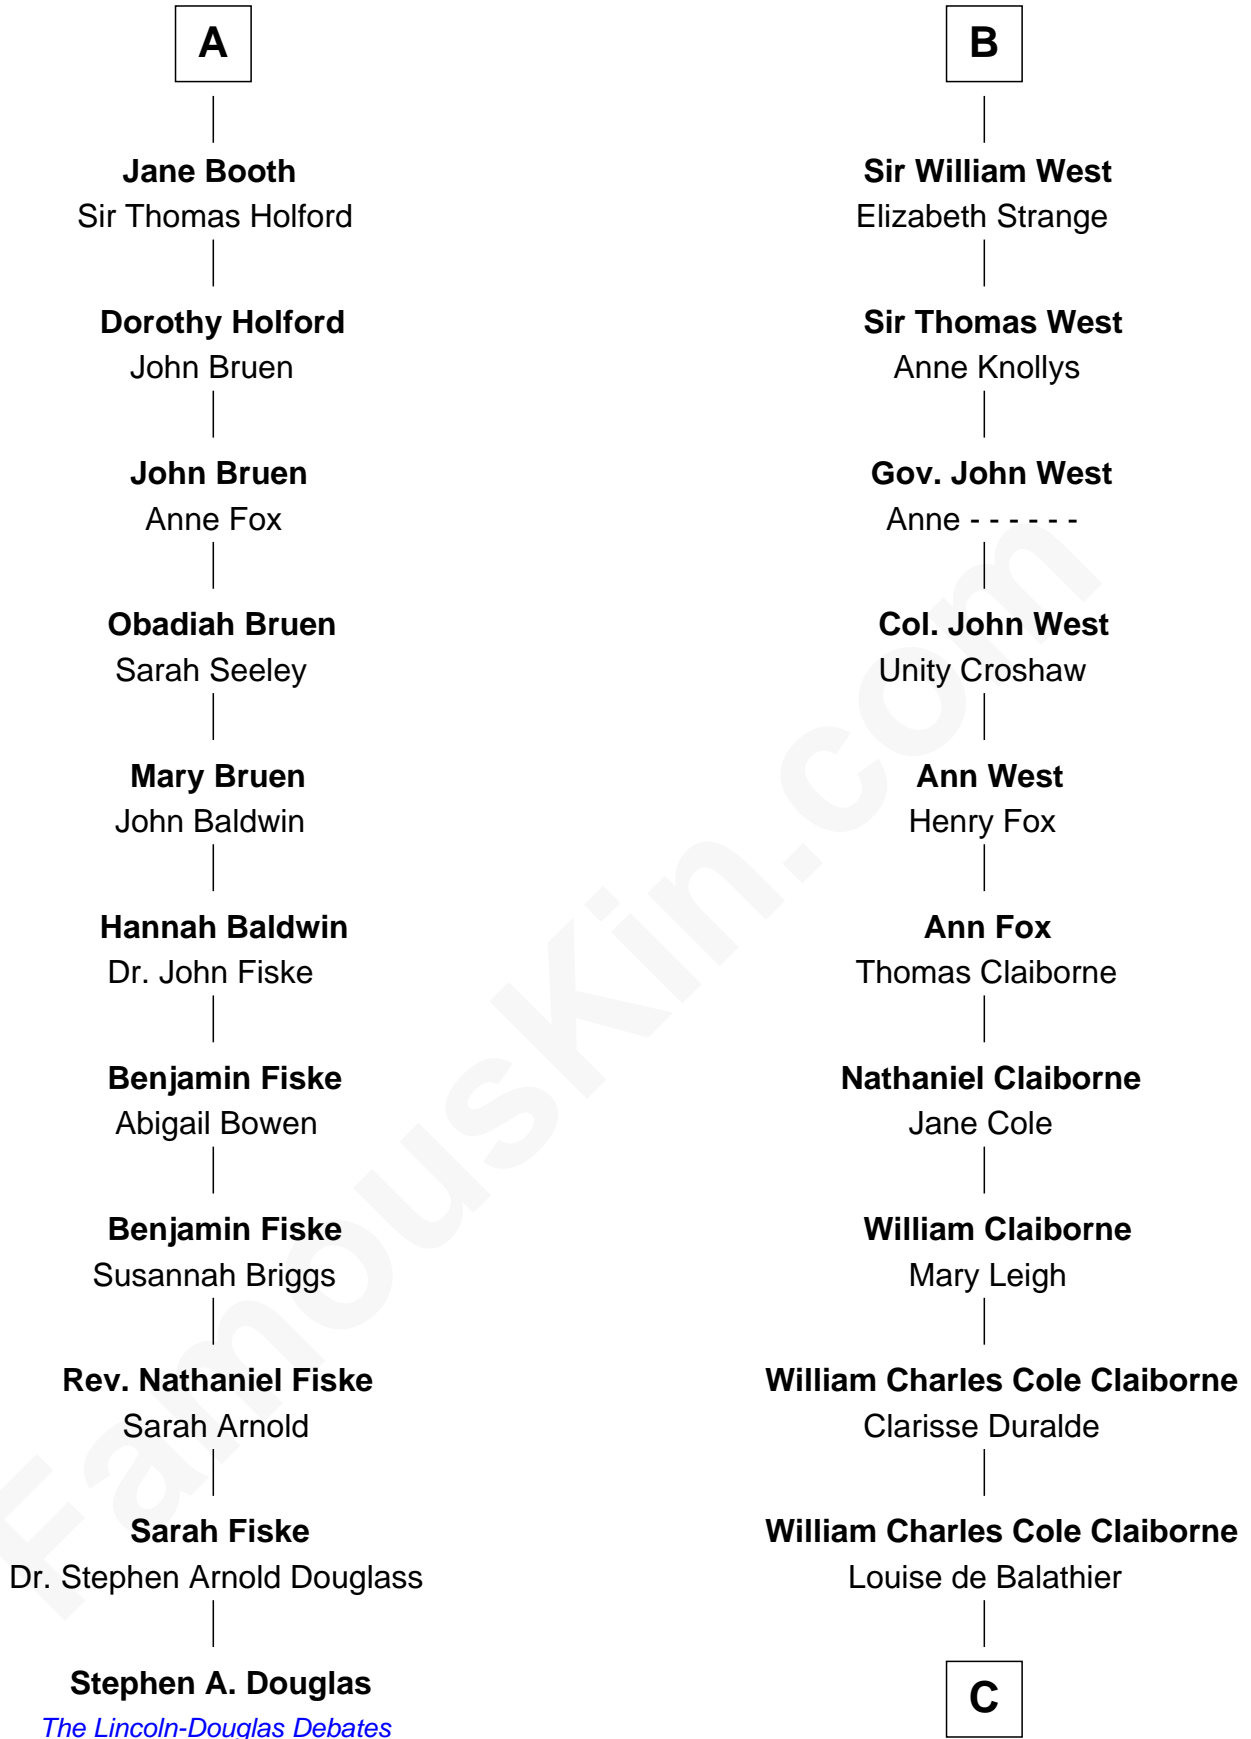 A
Jane Booth
Sir Thomas Holford
Dorothy Holford
John Bruen
John Bruen
Anne Fox
Obadiah Bruen
Sarah Seeley
Mary Bruen
John Baldwin
Hannah Baldwin
Dr. John Fiske
Benjamin Fiske
Abigail Bowen
Benjamin Fiske
Susannah Briggs
Rev. Nathaniel Fiske
Sarah Arnold
Sarah Fiske
Dr. Stephen Arnold Douglass
Stephen A. Douglas
The Lincoln-Douglas Debates
B
Sir William West
Elizabeth Strange
Sir Thomas West
Anne Knollys
Gov. John West
Anne - - - - - -
Col. John West
Unity Croshaw
Ann West
Henry Fox
Ann Fox
Thomas Claiborne
Nathaniel Claiborne
Jane Cole
William Claiborne
Mary Leigh
William Charles Cole Claiborne
Clarisse Duralde
William Charles Cole Claiborne
Louise de Balathier
C
FamousKin.com